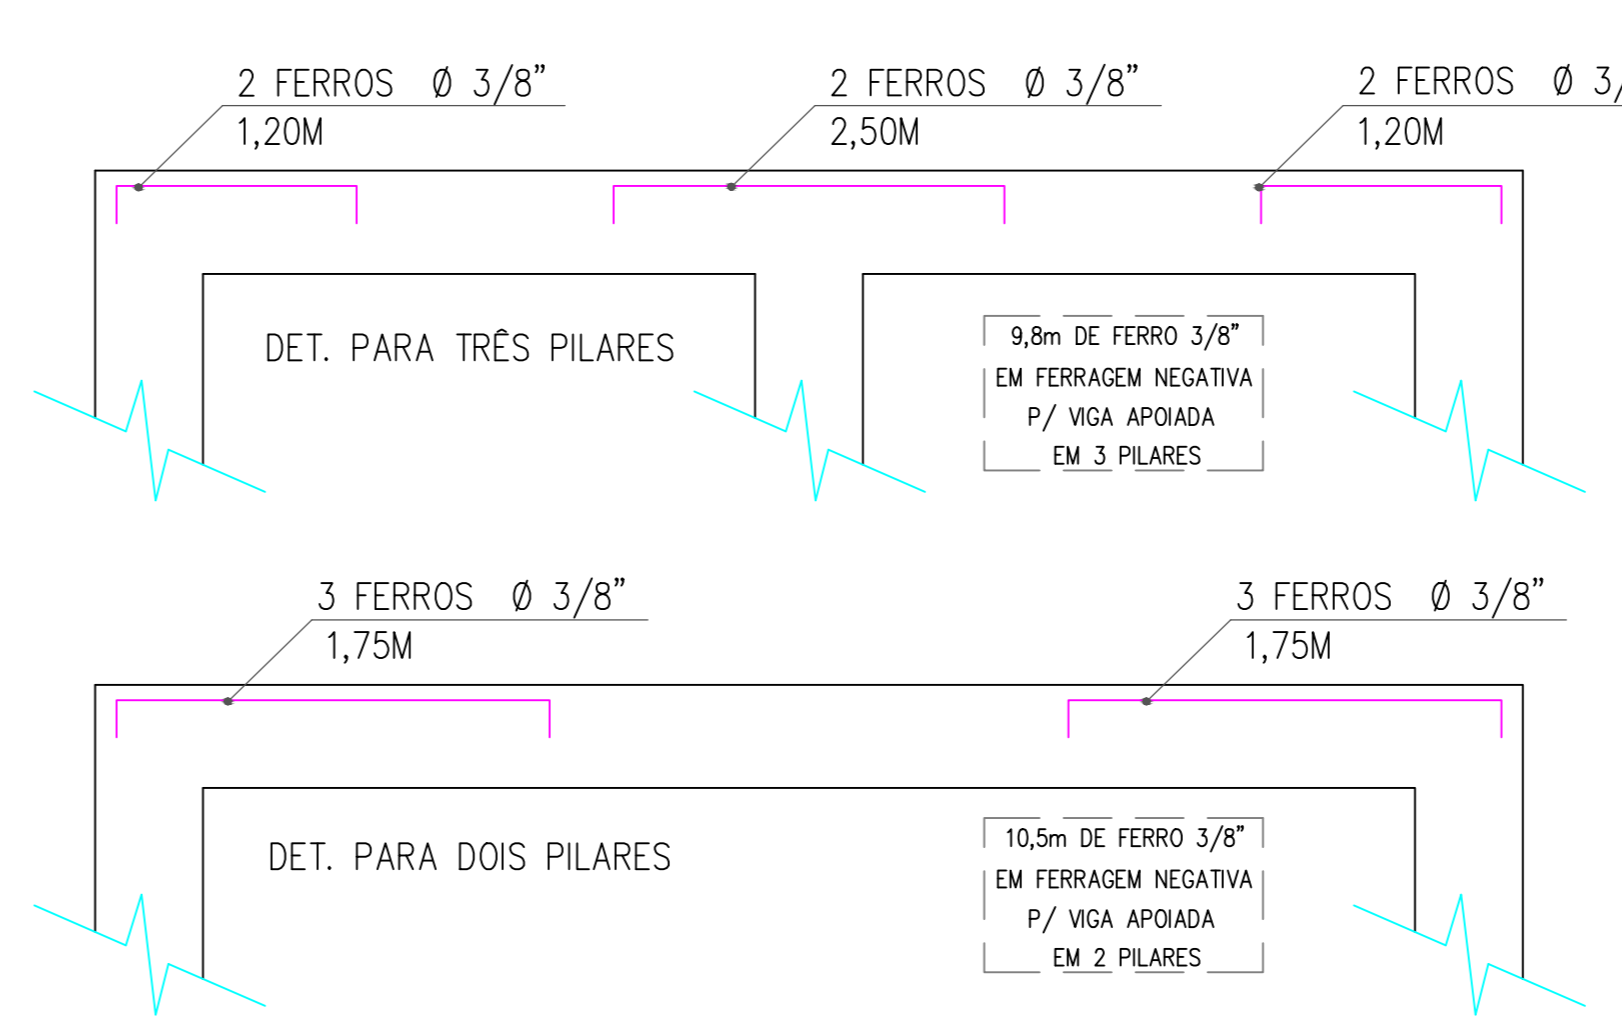 2 FERROS Ø 3/8”
1,20M
2 FERROS Ø 3/8”
2,50M
2 FERROS Ø 3/
1,20M
DET. PARA TRÊS PILARES
9,8m DE FERRO 3/8”
EM FERRAGEM NEGATIVA
P/ VIGA APOIADA
EM 3 PILARES
3 FERROS Ø 3/8”
1,75M
3 FERROS Ø 3/8”
1,75M
DET. PARA DOIS PILARES
10,5m DE FERRO 3/8”
EM FERRAGEM NEGATIVA
P/ VIGA APOIADA
EM 2 PILARES